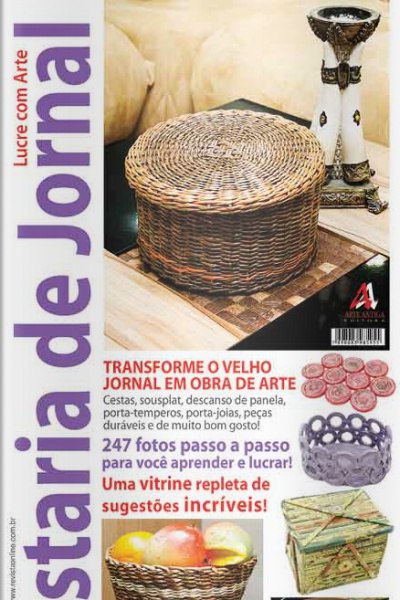 Lucre com Arte
staria de Jornal
ARTE ANTIGA
EDITORA
TRANSFORME O VELHO
JORNAL EM OBRA DE ARTE
Cestas, sousplat, descanso de panela,
porta-temperos, porta-joias, peças
duráveis e de muito bom gosto!
247 fotos passo a passo
para você aprender e lucrar!
Uma vitrine repleta de
sugestões incríveis!
www.revistaonline.com.br